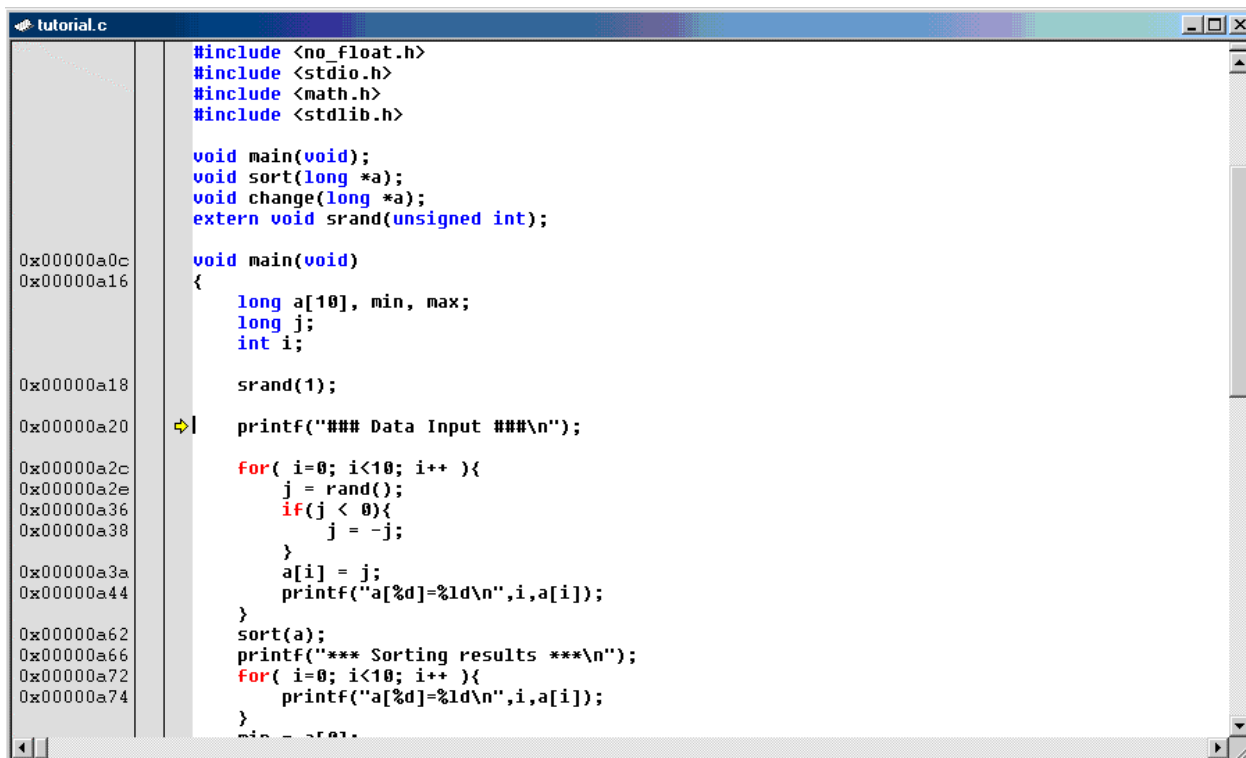 tutorial.c
#include <no_float.h>
#include <stdio.h>
#include <math.h>
#include <stdlib.h>
void main(void);
void sort(long *a);
void change(long *a);
extern void srand(unsigned int);
0x00000a0c void main(void)
0x00000a16 {
long a[10], min, max;
long j;
int i;
0x00000a18 srand(1);
0x00000a20 printf("### Data Input ###\n");
0x00000a2c for( i=0; i<10; i++ ){
0x00000a2e j = rand();
0x00000a36 if(j < 0){
0x00000a38 j = -j;
}
0x00000a3a a[i] = j;
0x00000a44 printf("a[%d]=%ld\n",i,a[i]);
}
0x00000a62 sort(a);
0x00000a66 printf("*** Sorting results ***\n");
0x00000a72 for( i=0; i<10; i++ ){
0x00000a74 printf("a[%d]=%ld\n",i,a[i]);
}
min = a[0];